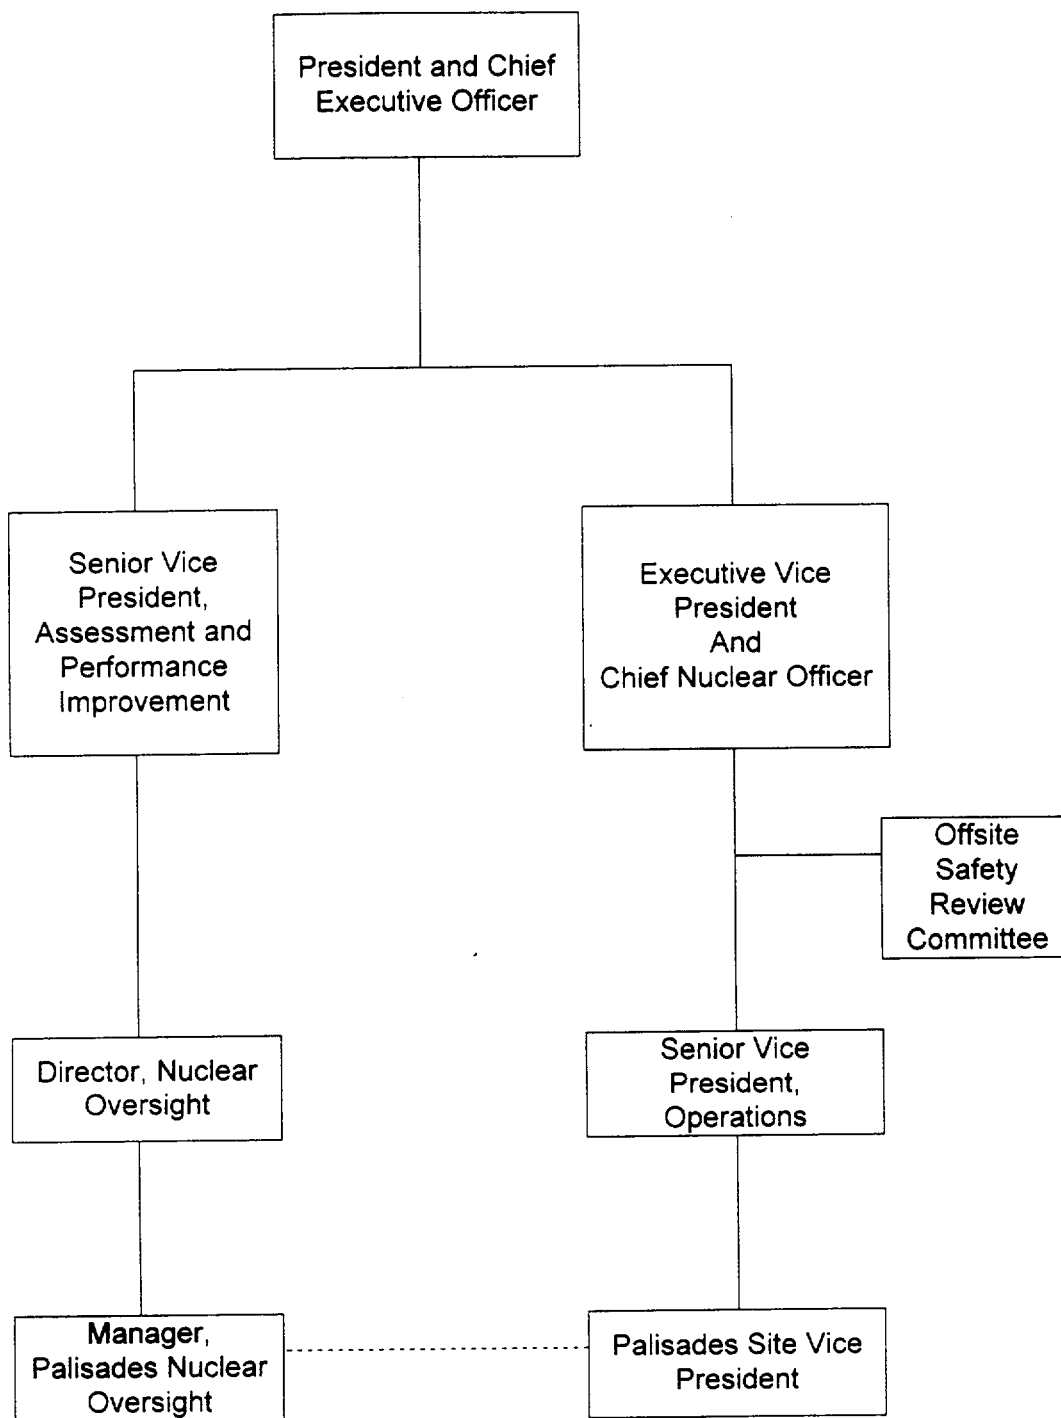 President and Chief
Executive Officer
Senior Vice
President,
Assessment and
Performance
Improvement
Executive Vice
President
And
Chief Nuclear Officer
Offsite
Safety
Review
Committee
Director, Nuclear
Oversight
Senior Vice
President,
Operations
Manager,
Palisades Nuclear
Oversight
Palisades Site Vice
President